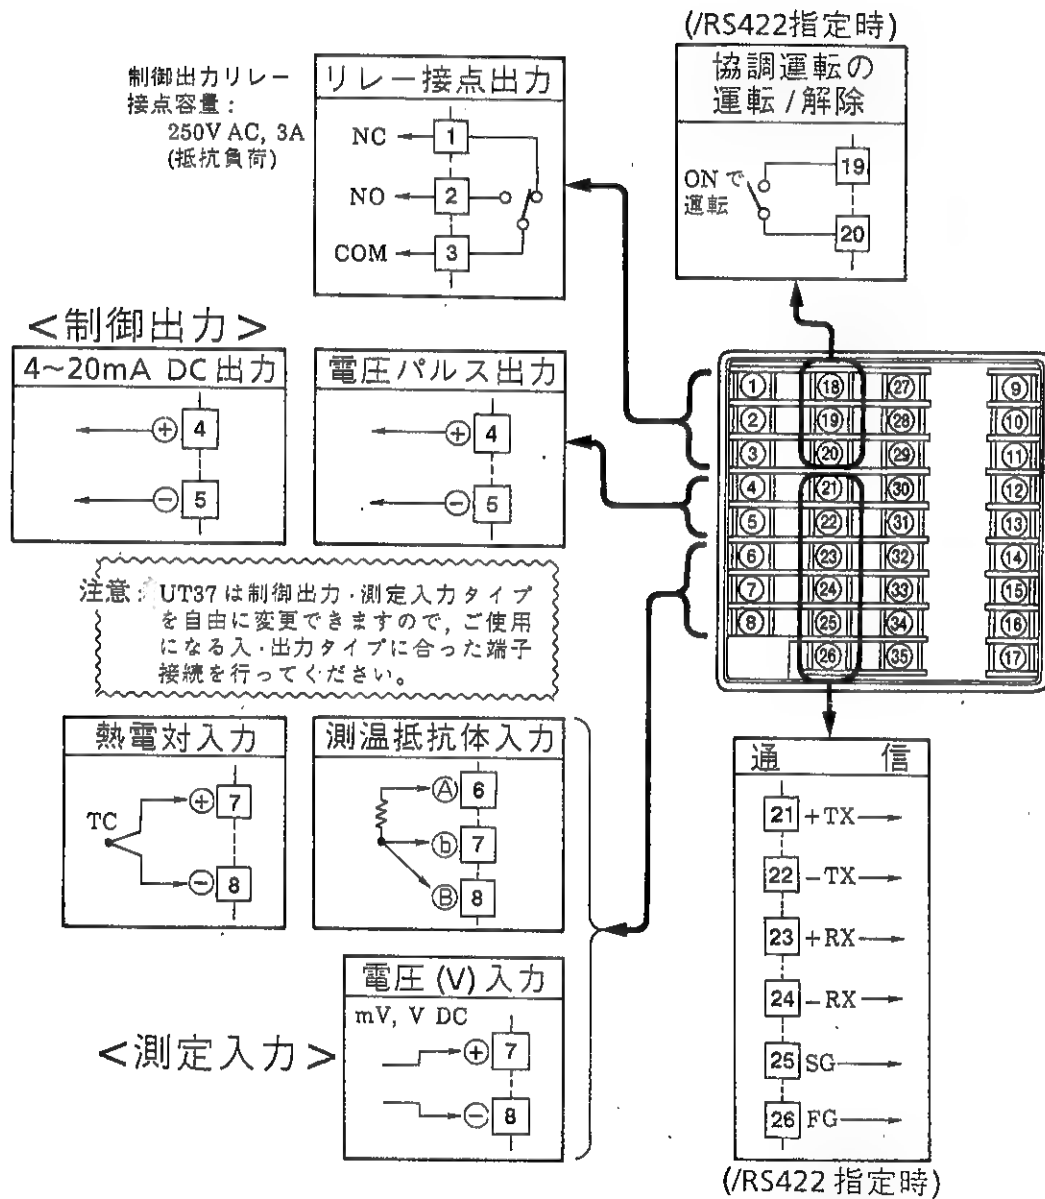 (/RS422指定時)
制御出力リレー
接点容量:
250V AC, 3A
(抵抗負荷)
リレー接点出力
NC 1
NO 2
COM 3
協調運転の
運転/解除
ONで
運転
19
20
<制御出力>
4~20mA DC出力
+ 4
- 5
電圧パルス出力
+ 4
- 5
1 18 27 9
2 19 28 10
3 20 29 11
4 21 30 12
5 22 31 13
6 23 32 14
7 24 33 15
8 25 34 16
26 35 17
注意: UT37は制御出力・測定入力タイプ
を自由に変更できますので,ご使用
になる入・出力タイプに合った端子
接続を行ってください。
熱電対入力
TC
+ 7
- 8
測温抵抗体入力
A 6
b 7
B 8
電圧(V)入力
mV, V DC
+ 7
- 8
<測定入力>
通信
21 +TX
22 -TX
23 +RX
24 -RX
25 SG
26 FG
(/RS422指定時)